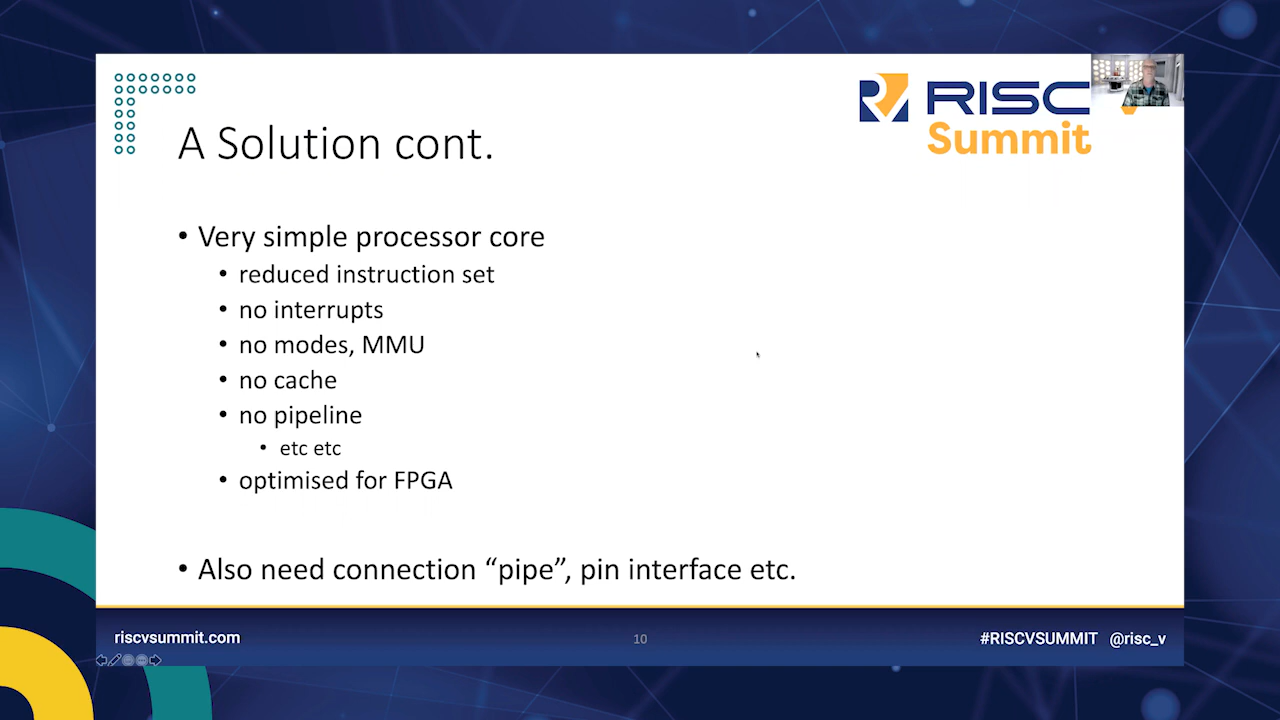 RISC
Summit
A Solution cont.
• Very simple processor core
• reduced instruction set
• no interrupts
• no modes, MMU
• no cache
• no pipeline
• etc etc
• optimised for FPGA
• Also need connection “pipe”, pin interface etc.
riscvsummit.com
10
#RISCVSUMMIT @risc_v